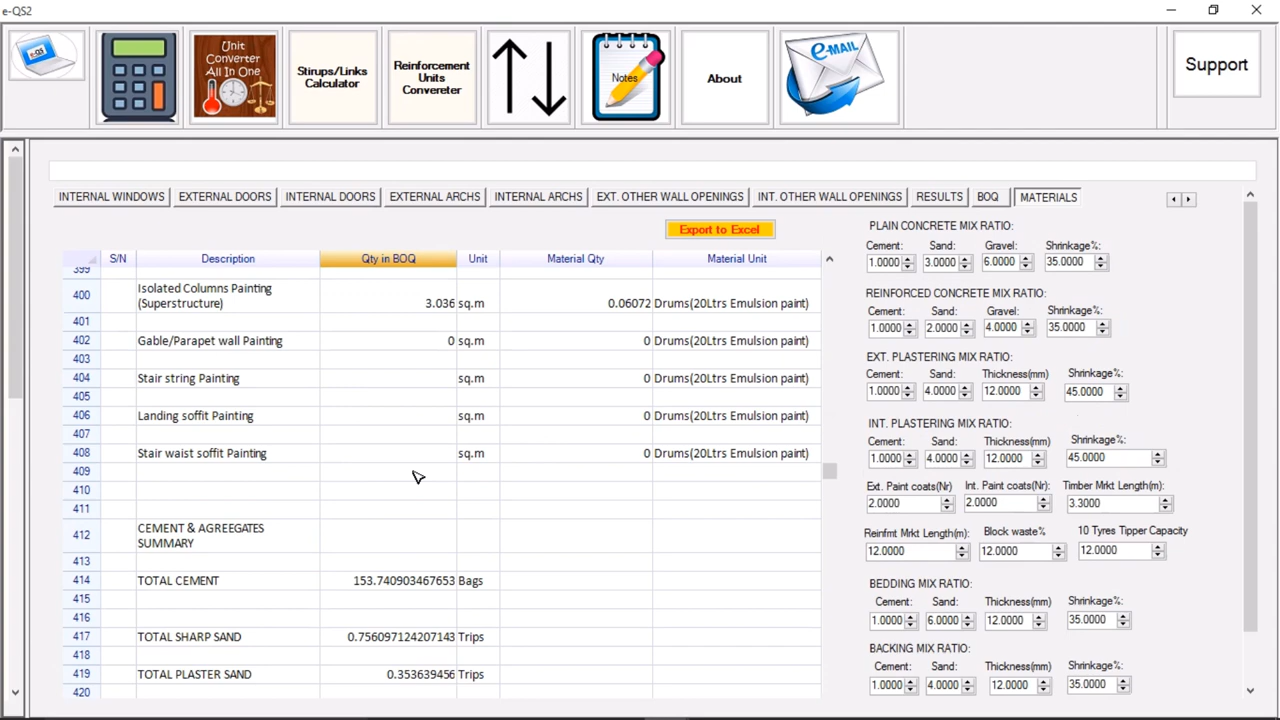 e-QS2
e-QS
Unit
Converter
All In One
Stirups/Links
Calculator
Reinforcement
Units
Convereter
Notes
About
e-MAIL
Support
INTERNAL WINDOWS EXTERNAL DOORS INTERNAL DOORS EXTERNAL ARCHS INTERNAL ARCHS EXT. OTHER WALL OPENINGS INT. OTHER WALL OPENINGS RESULTS BOQ MATERIALS
Export to Excel
S/N Description Qty in BOQ Unit Material Qty Material Unit
399
400 Isolated Columns Painting
(Superstructure) 3.036 sq.m 0.06072 Drums(20Ltrs Emulsion paint)
401
402 Gable/Parapet wall Painting 0 sq.m 0 Drums(20Ltrs Emulsion paint)
403
404 Stair string Painting sq.m 0 Drums(20Ltrs Emulsion paint)
405
406 Landing soffit Painting sq.m 0 Drums(20Ltrs Emulsion paint)
407
408 Stair waist soffit Painting sq.m 0 Drums(20Ltrs Emulsion paint)
409
410
411
412 CEMENT & AGREEGATES
SUMMARY
413
414 TOTAL CEMENT 153.740903467653 Bags
415
416
417 TOTAL SHARP SAND 0.756097124207143 Trips
418
419 TOTAL PLASTER SAND 0.353639456 Trips
420
PLAIN CONCRETE MIX RATIO:
Cement: Sand: Gravel: Shrinkage%:
1.0000 3.0000 6.0000 35.0000
REINFORCED CONCRETE MIX RATIO:
Cement: Sand: Gravel: Shrinkage%:
1.0000 2.0000 4.0000 35.0000
EXT. PLASTERING MIX RATIO:
Cement: Sand: Thickness(mm) Shrinkage%:
1.0000 4.0000 12.0000 45.0000
INT. PLASTERING MIX RATIO:
Cement: Sand: Thickness(mm) Shrinkage%:
1.0000 4.0000 12.0000 45.0000
Ext. Paint coats(Nr) Int. Paint coats(Nr) Timber Mrkt Length(m):
2.0000 2.0000 3.3000
Reinfmt Mrkt Length(m): Block waste% 10 Tyres Tipper Capacity
12.0000 12.0000 12.0000
BEDDING MIX RATIO:
Cement: Sand: Thickness(mm) Shrinkage%:
1.0000 6.0000 12.0000 35.0000
BACKING MIX RATIO:
Cement: Sand: Thickness(mm) Shrinkage%:
1.0000 4.0000 12.0000 35.0000